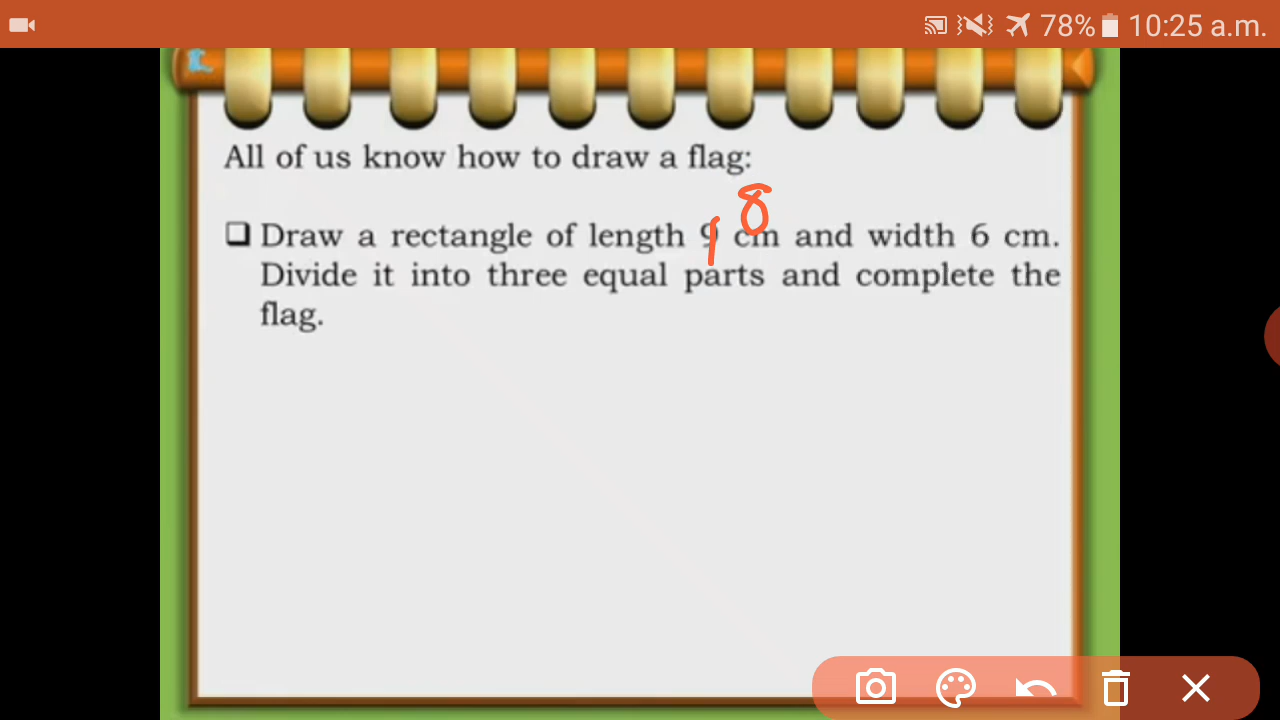 78% 10:25 a.m.
All of us know how to draw a flag:
8
❑ Draw a rectangle of length 9 cm and width 6 cm.
Divide it into three equal parts and complete the
flag.